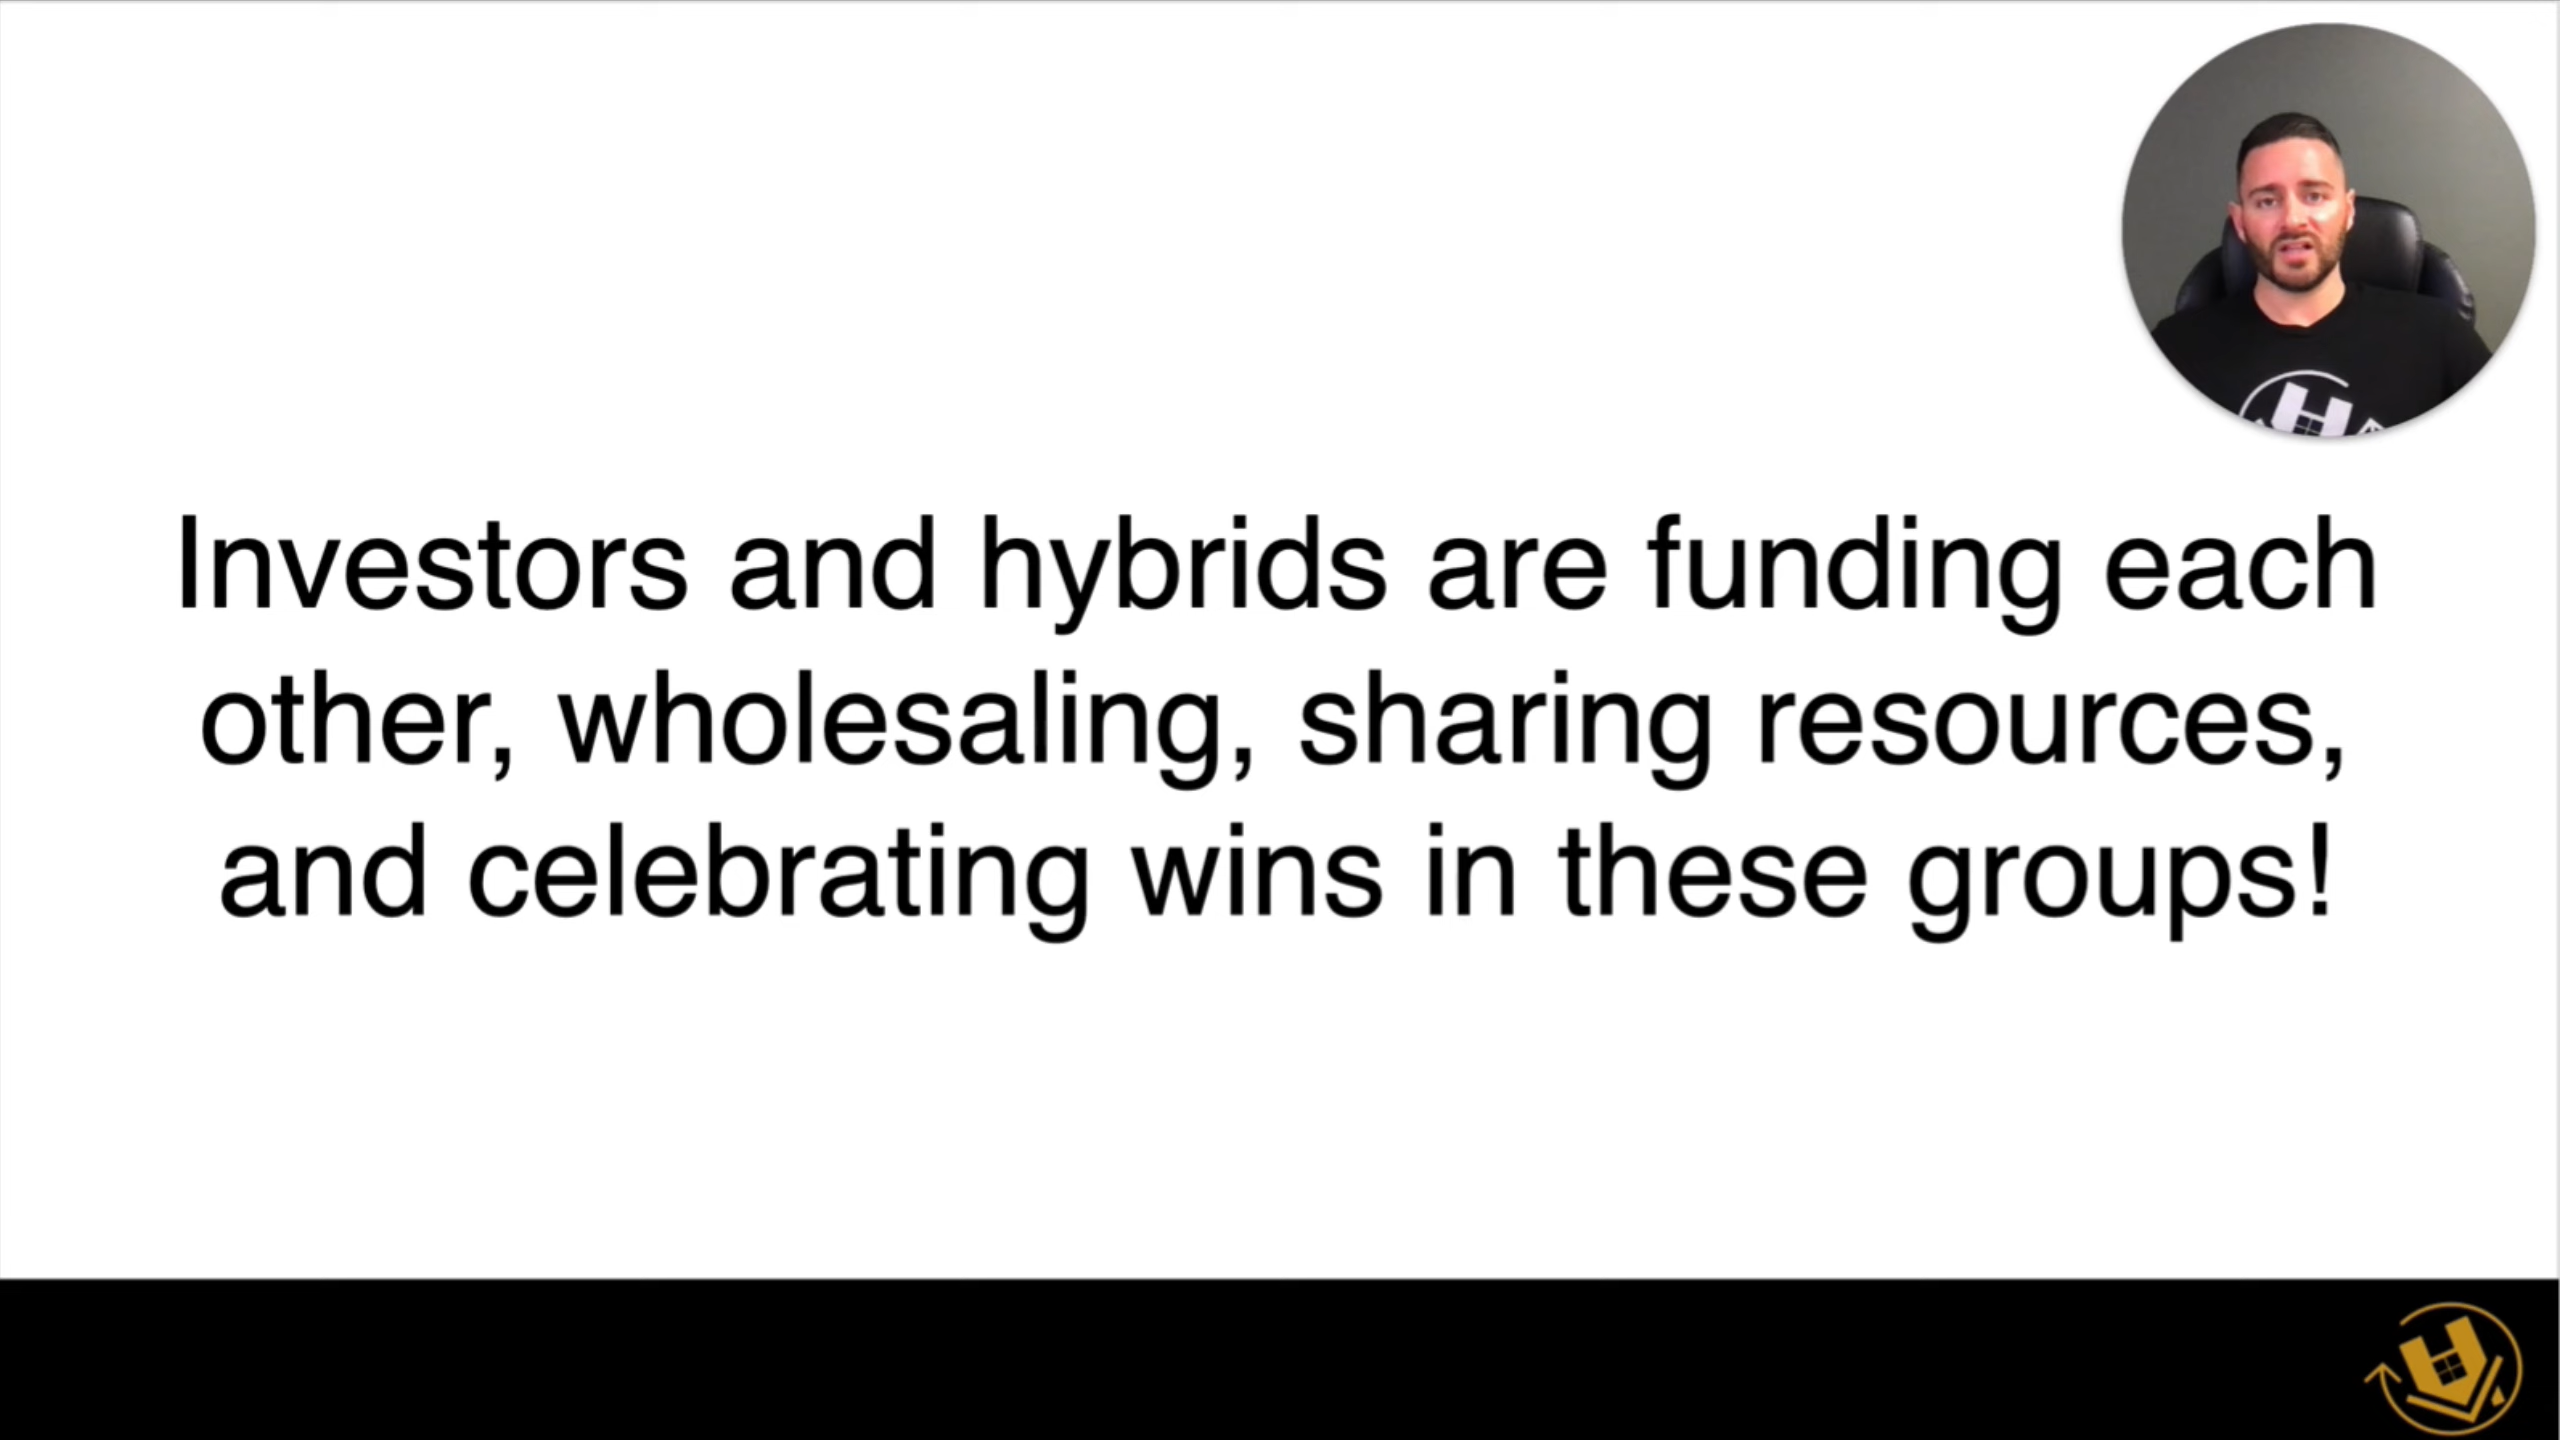 Investors and hybrids are funding each
other, wholesaling, sharing resources,
and celebrating wins in these groups!